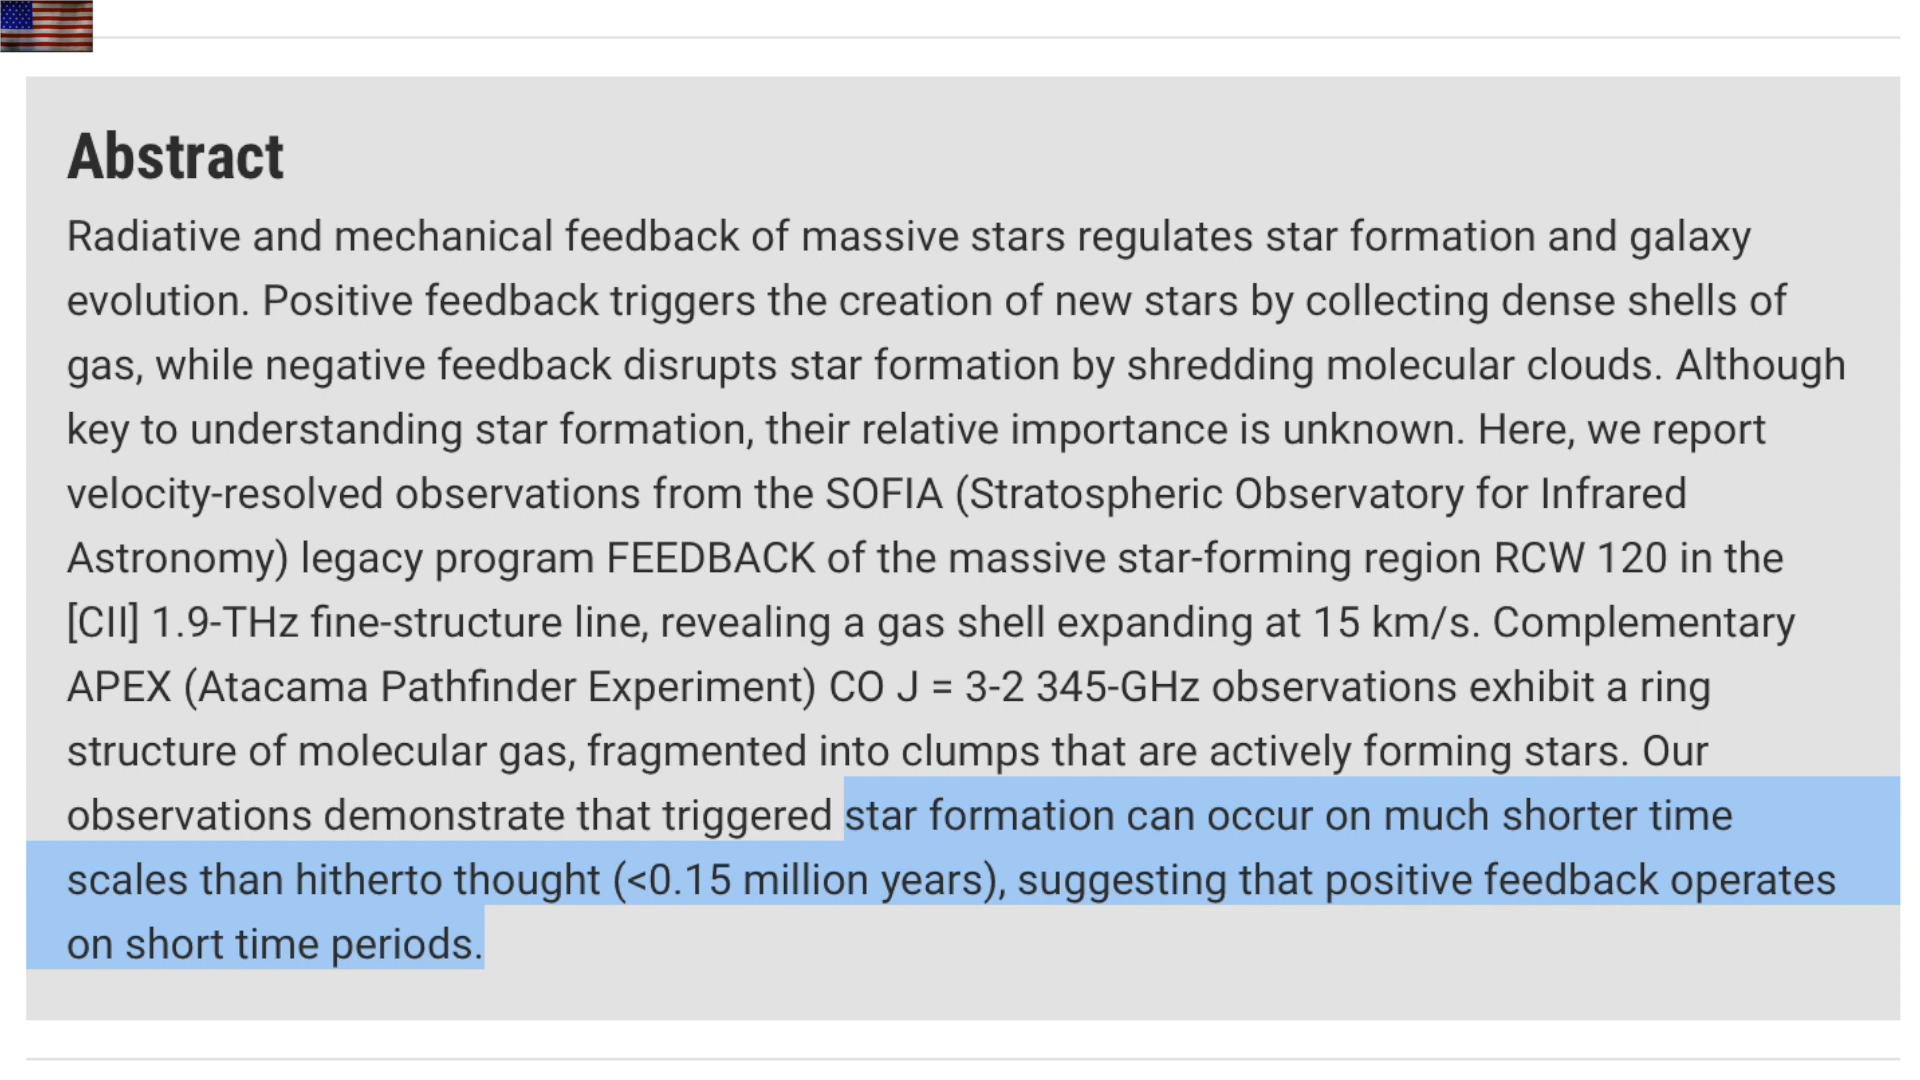 Abstract
Radiative and mechanical feedback of massive stars regulates star formation and galaxy
evolution. Positive feedback triggers the creation of new stars by collecting dense shells of
gas, while negative feedback disrupts star formation by shredding molecular clouds. Although
key to understanding star formation, their relative importance is unknown. Here, we report
velocity-resolved observations from the SOFIA (Stratospheric Observatory for Infrared
Astronomy) legacy program FEEDBACK of the massive star-forming region RCW 120 in the
[CII] 1.9-THz fine-structure line, revealing a gas shell expanding at 15 km/s. Complementary
APEX (Atacama Pathfinder Experiment) CO J = 3-2 345-GHz observations exhibit a ring
structure of molecular gas, fragmented into clumps that are actively forming stars. Our
observations demonstrate that triggered star formation can occur on much shorter time
scales than hitherto thought (<0.15 million years), suggesting that positive feedback operates
on short time periods.